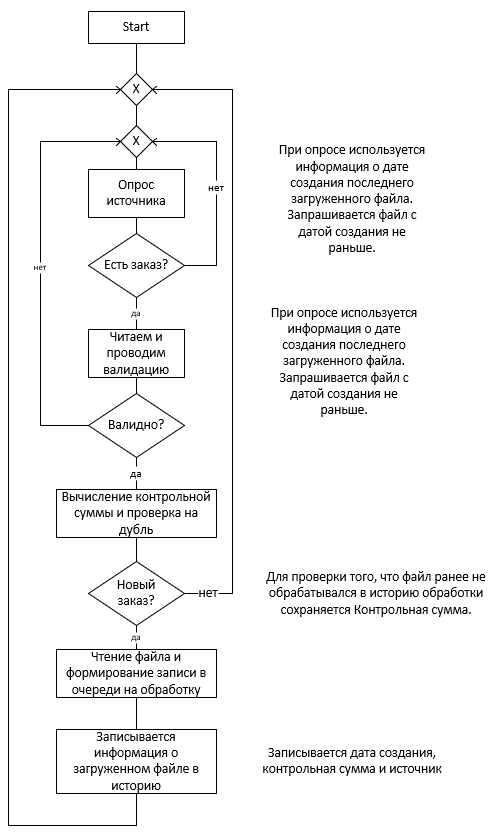 Start
X
X
Опрос
источника
нет
При опросе используется
информация о дате
создания последнего
загруженного файла.
Запрашивается файл с
датой создания не
раньше.
Есть заказ?
нет
да
Читаем и
проводим
валидацию
При опросе используется
информация о дате
создания последнего
загруженного файла.
Запрашивается файл с
датой создания не
раньше.
Валидно?
да
Вычисление контрольной
суммы и проверка на
дубль
Новый
заказ?
нет
Для проверки того, что файл ранее не
обрабатывался в историю обработки
сохраняется Контрольная сумма.
да
Чтение файла и
формирование записи в
очереди на обработку
Записывается
информация о
загруженном файле в
историю
Записывается дата создания,
контрольная сумма и источник